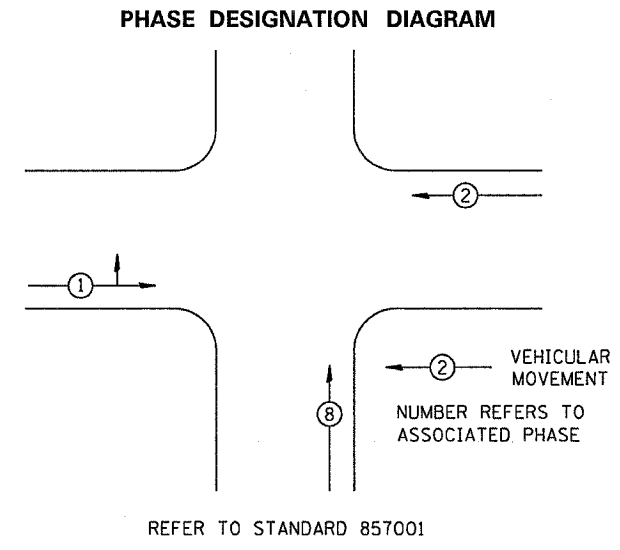 PHASE DESIGNATION DIAGRAM
2
1
2 VEHICULAR
MOVEMENT
8
NUMBER REFERS TO
ASSOCIATED PHASE
REFER TO STANDARD 857001